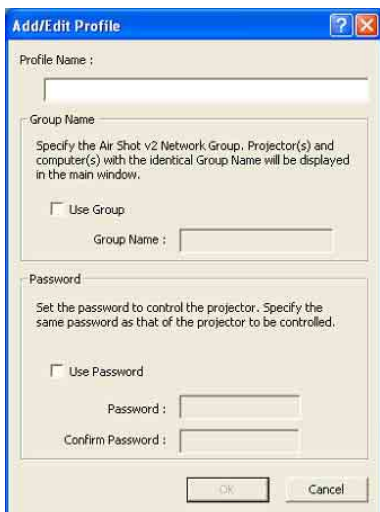 Add/Edit Profile
Profile Name :
Group Name
Specify the Air Shot v2 Network Group. Projector(s) and
computer(s) with the identical Group Name will be displayed
in the main window.
Use Group
Group Name :
Password
Set the password to control the projector. Specify the
same password as that of the projector to be controlled.
Use Password
Password :
Confirm Password :
OK
Cancel